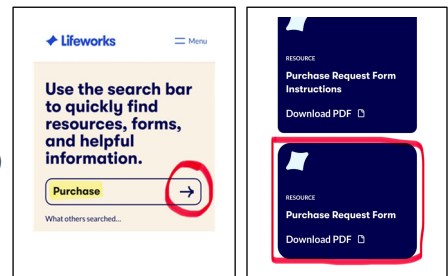 Lifeworks
Menu
Use the search bar
to quickly find
resources, forms,
and helpful
information.
Purchase
What others searched...
RESOURCE
Purchase Request Form
Instructions
Download PDF
RESOURCE
Purchase Request Form
Download PDF